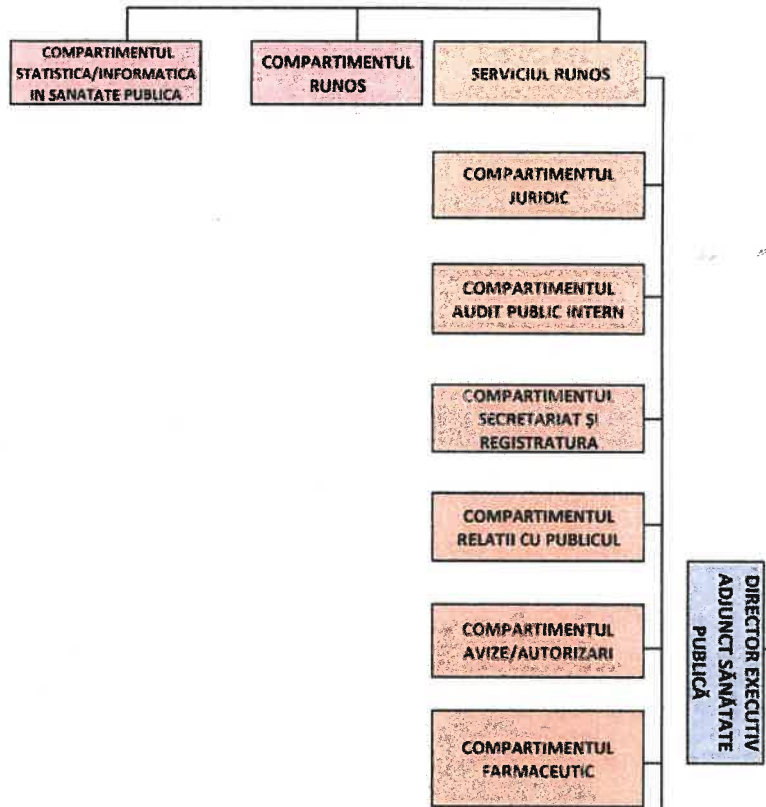 COMPARTIMENTUL
STATISTICA/INFORMATICA
IN SANATATE PUBLICA
COMPARTIMENTUL
RUNOS
SERVICIUL RUNOS
COMPARTIMENTUL
JURIDIC
COMPARTIMENTUL
AUDIT PUBLIC INTERN
COMPARTIMENTUL
SECRETARIAT ȘI
REGISTRATURA
COMPARTIMENTUL
RELATII CU PUBLICUL
COMPARTIMENTUL
AVIZE/AUTORIZARI
COMPARTIMENTUL
FARMACEUTIC
DIRECTOR EXECUTIV
ADJUNCT SĂNĂTATE
PUBLICĂ